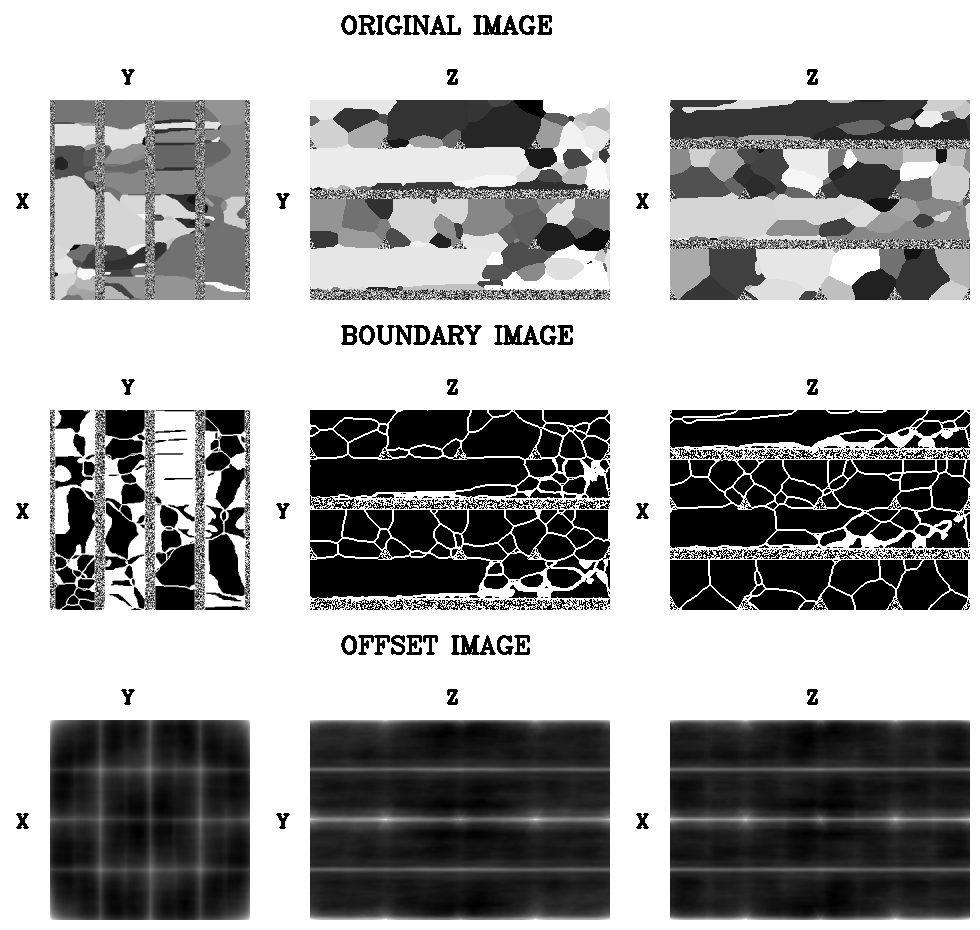 ORIGINAL IMAGE
Y Z Z
X Y X
BOUNDARY IMAGE
Y Z Z
X Y X
OFFSET IMAGE
Y Z Z
X Y X